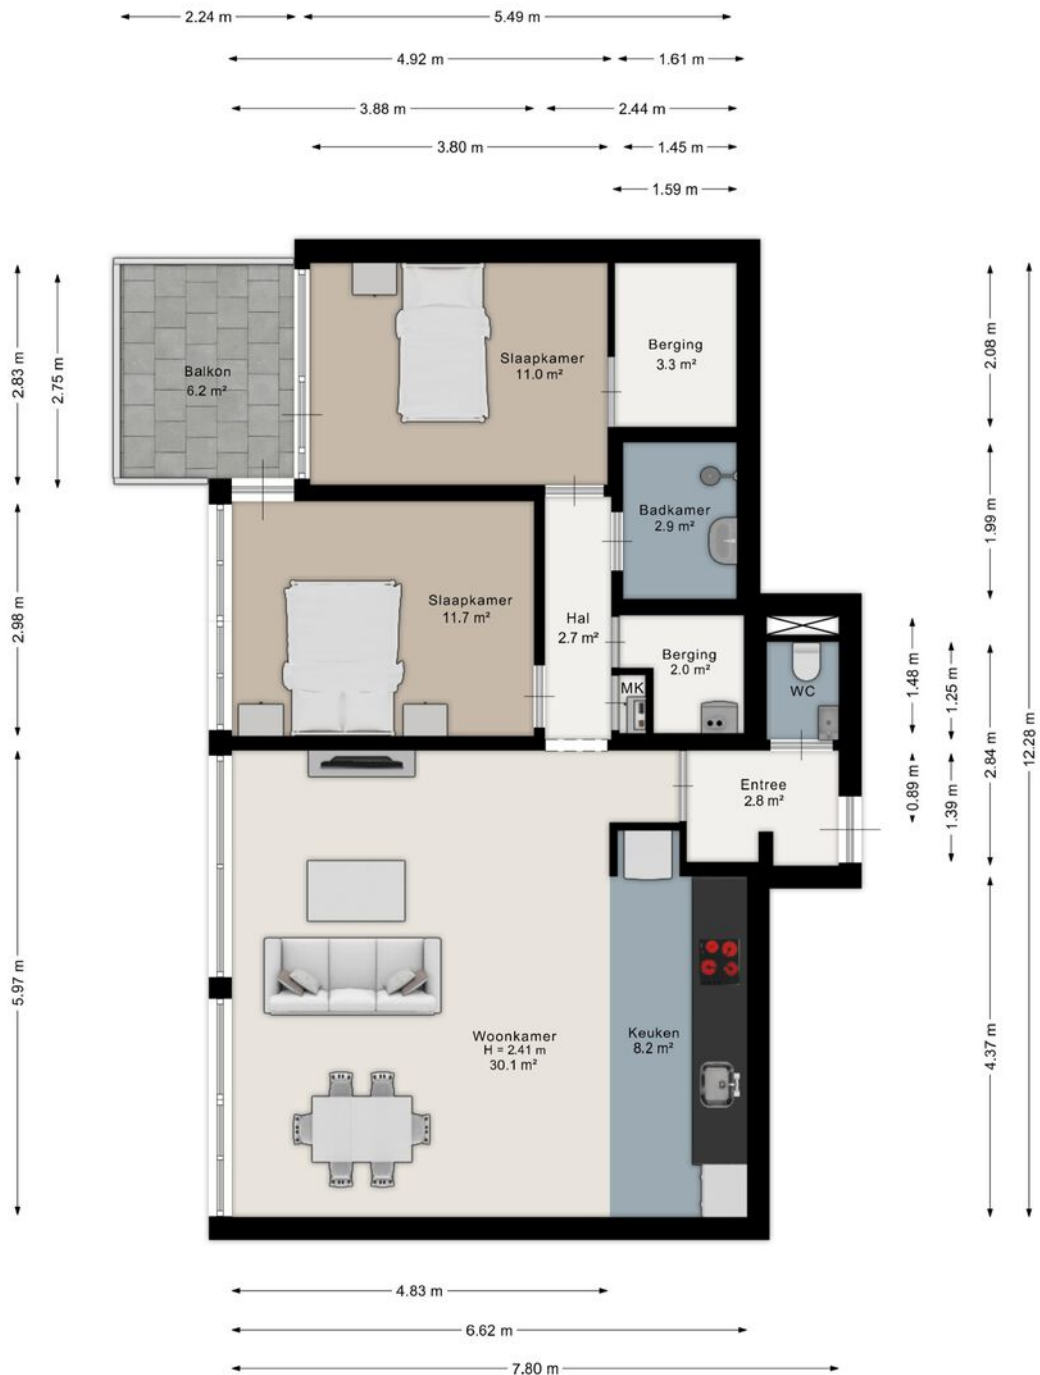 2.24 m
5.49 m
4.92 m
1.61 m
3.88 m
2.44 m
3.80 m
1.45 m
1.59 m
2.83 m
2.75 m
2.08 m
Balkon
6.2 m²
Slaapkamer
11.0 m²
Berging
3.3 m²
Badkamer
2.9 m²
1.99 m
2.98 m
Slaapkamer
11.7 m²
Hal
2.7 m²
Berging
2.0 m²
MK
WC
1.48 m
1.25 m
2.84 m
12.28 m
Entree
2.8 m²
0.89 m
1.39 m
5.97 m
Woonkamer
H = 2.41 m
30.1 m²
Keuken
8.2 m²
4.37 m
4.83 m
6.62 m
7.80 m